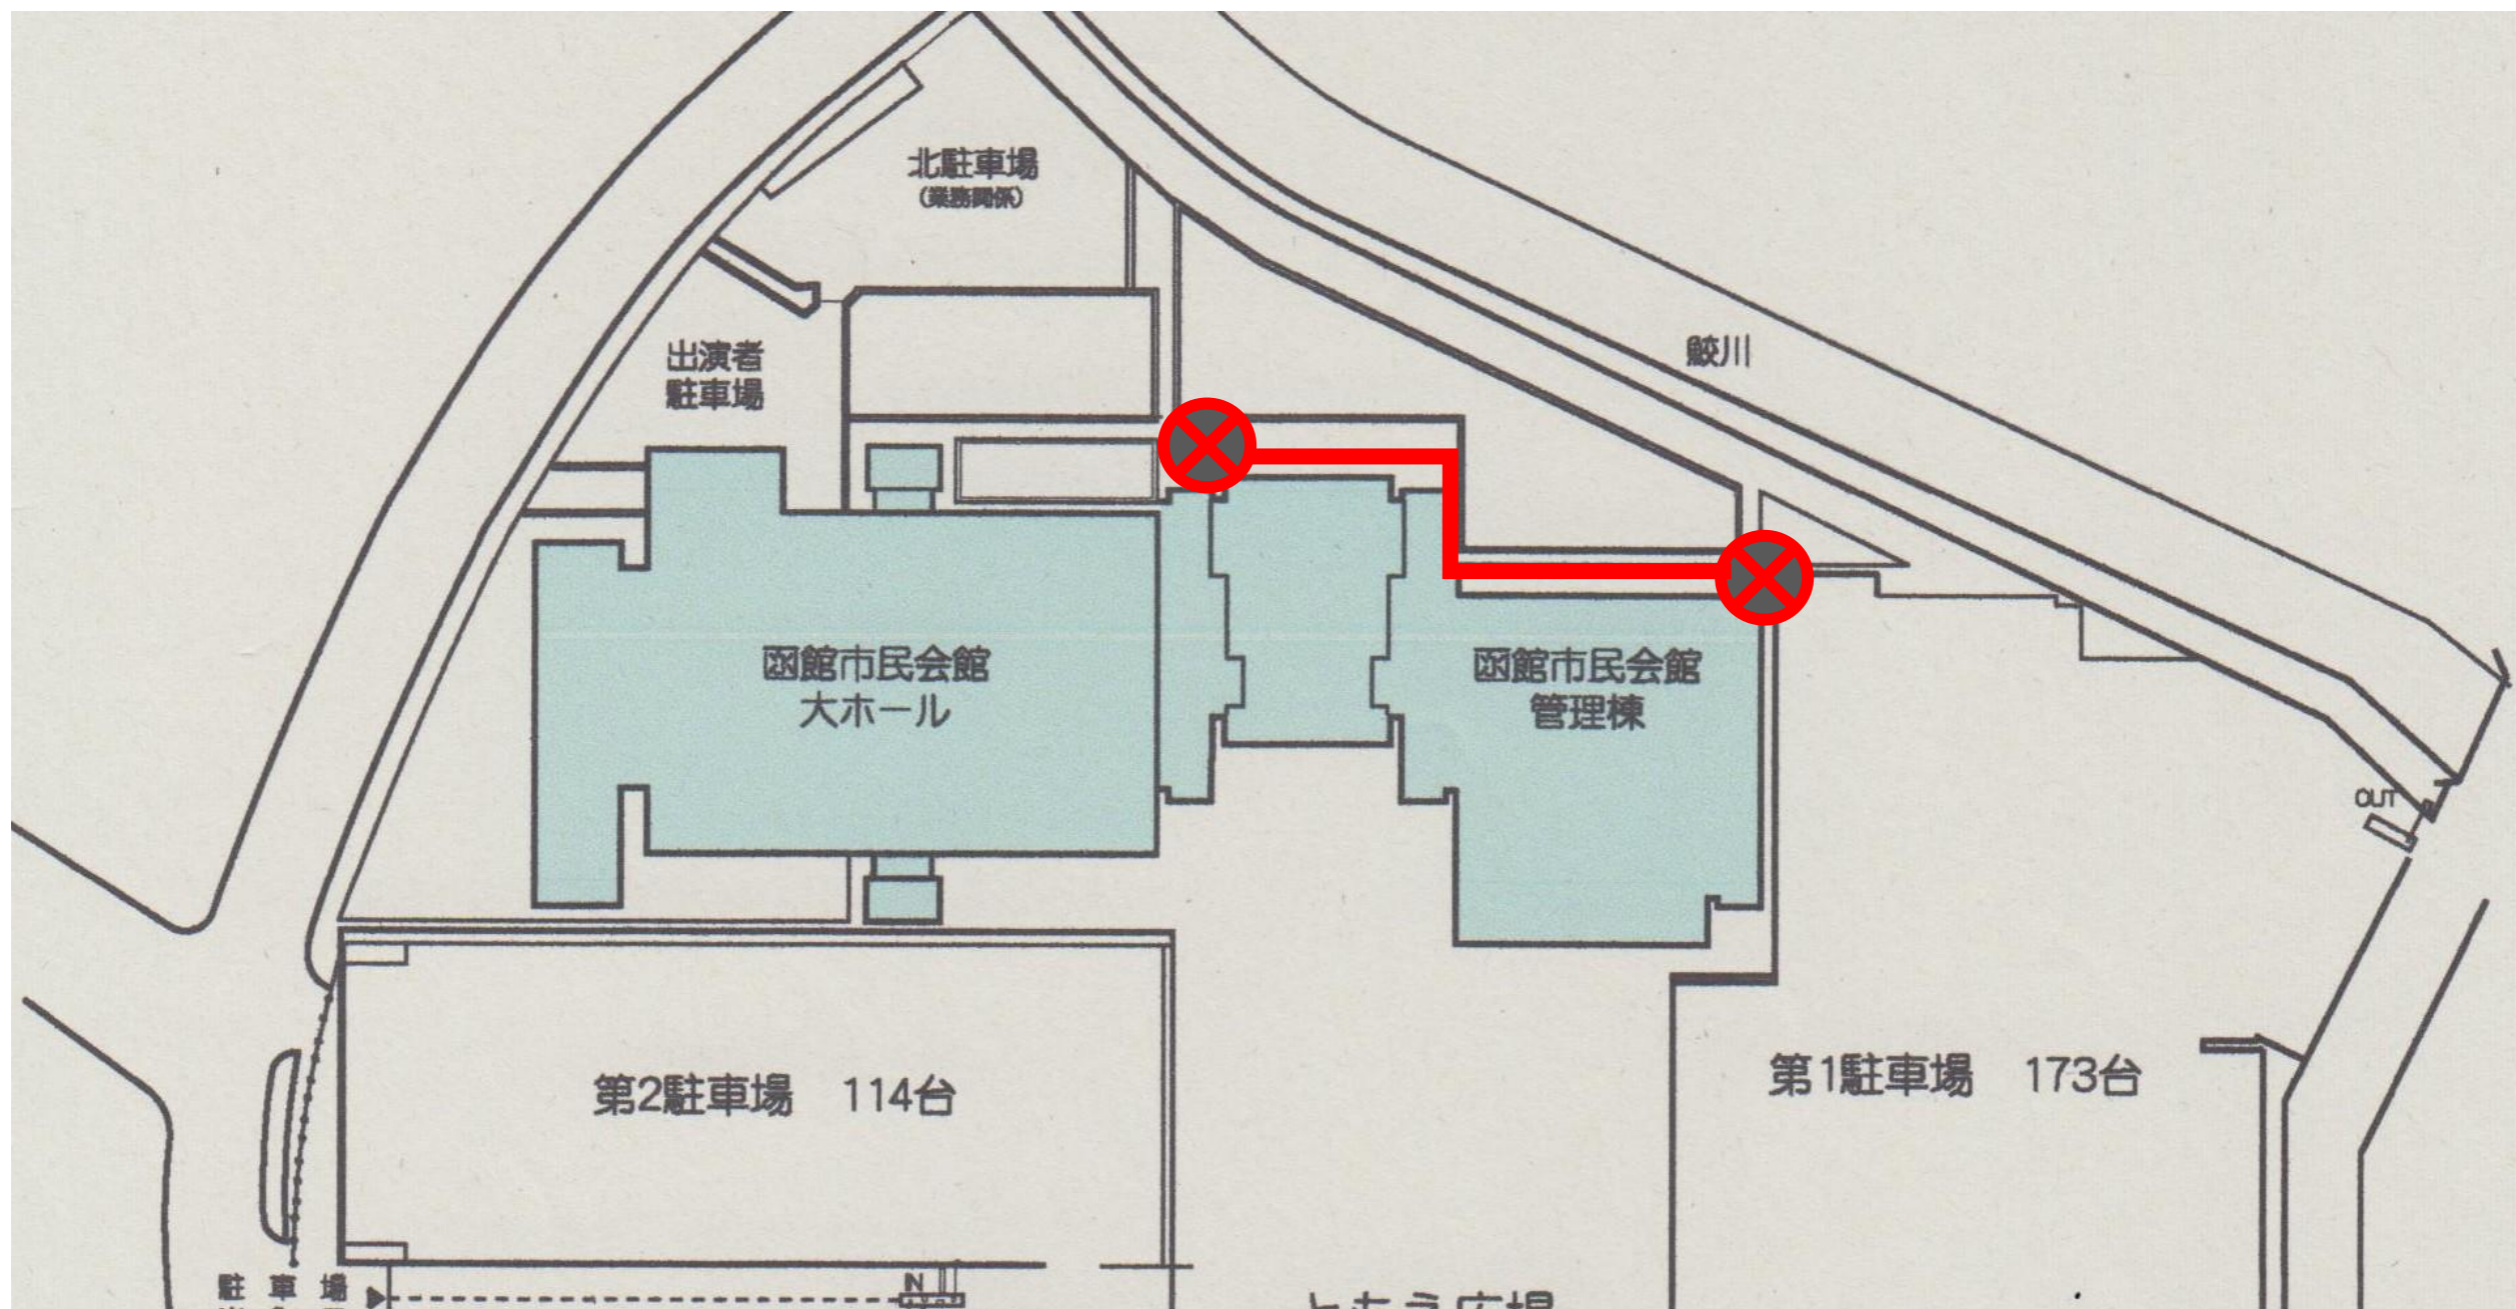 北駐車場
(業務関係)
出演者
駐車場
鮫川
函館市民会館
大ホール
函館市民会館
管理棟
第2駐車場 114台
第1駐車場 173台
駐 車 場